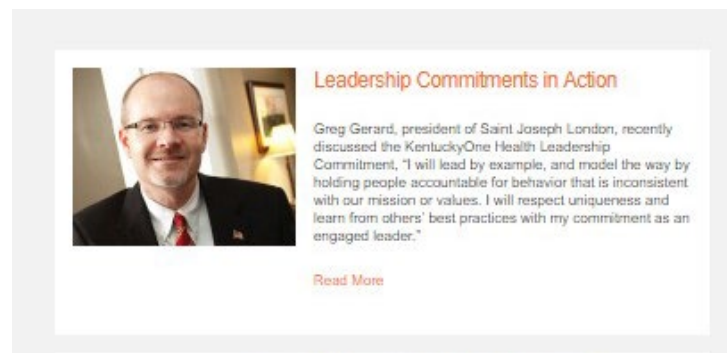 Leadership Commitments in Action
Greg Gerard, president of Saint Joseph London, recently
discussed the KentuckyOne Health Leadership
Commitment, “I will lead by example, and model the way by
holding people accountable for behavior that is inconsistent
with our mission or values. I will respect uniqueness and
learn from others’ best practices with my commitment as an
engaged leader.”
Read More